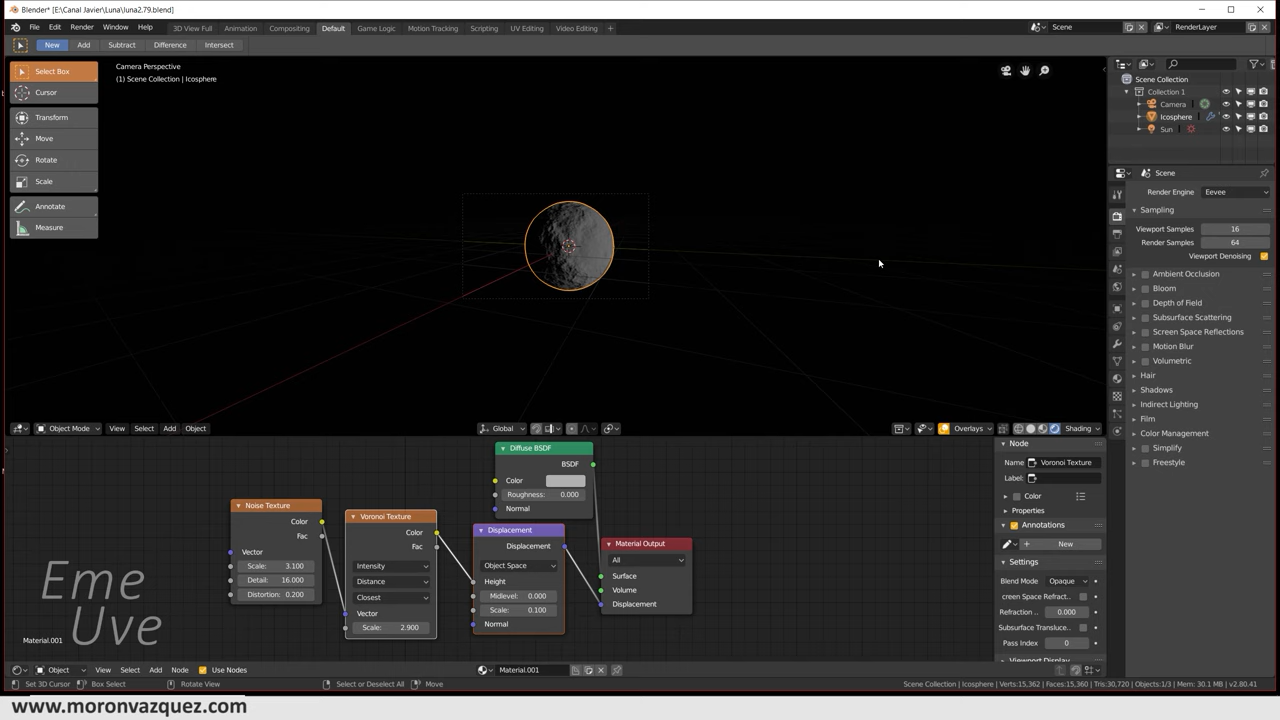 Blender* [E:\Canal Javier\Luna\luna2.79.blend]
File Edit Render Window Help 3D View Full Animation Compositing Default Game Logic Motion Tracking Scripting UV Editing Video Editing + Scene RenderLayer
New Add Subtract Difference Intersect
Select Box
Cursor
Transform
Move
Rotate
Scale
Annotate
Measure
Camera Perspective
(1) Scene Collection | Icosphere
Scene Collection
Collection 1
Camera
Icosphere
Sun
Scene
Render Engine Eevee
Sampling
Viewport Samples 16
Render Samples 64
Viewport Denoising
Ambient Occlusion
Bloom
Depth of Field
Subsurface Scattering
Screen Space Reflections
Motion Blur
Volumetric
Hair
Shadows
Indirect Lighting
Film
Color Management
Simplify
Freestyle
Object Mode View Select Add Object Global Overlays Shading
Noise Texture
Color
Fac
Vector
Scale: 3.100
Detail: 16.000
Distortion: 0.200
Voronoi Texture
Color
Fac
Intensity
Distance
Closest
Vector
Scale: 2.900
Diffuse BSDF
BSDF
Color
Roughness: 0.000
Normal
Displacement
Displacement
Object Space
Height
Midlevel: 0.000
Scale: 0.100
Normal
Material Output
All
Surface
Volume
Displacement
Node
Name Voronoi Texture
Label:
Color
Properties
Annotations
New
Settings
Blend Mode Opaque
creen Space Refract..
Refraction .. 0.000
Subsurface Transluce..
Pass Index 0
Viewport Display
Eme
Uve
Material.001
Object View Select Add Node Use Nodes Material.001
Set 3D Cursor Box Select Rotate View Select or Deselect All Move Scene Collection | Icosphere | Verts:15,362 | Faces:15,360 | Tris:30,720 | Objects:1/3 | Mem: 30.1 MB | v2.80.41
www.moronvazquez.com